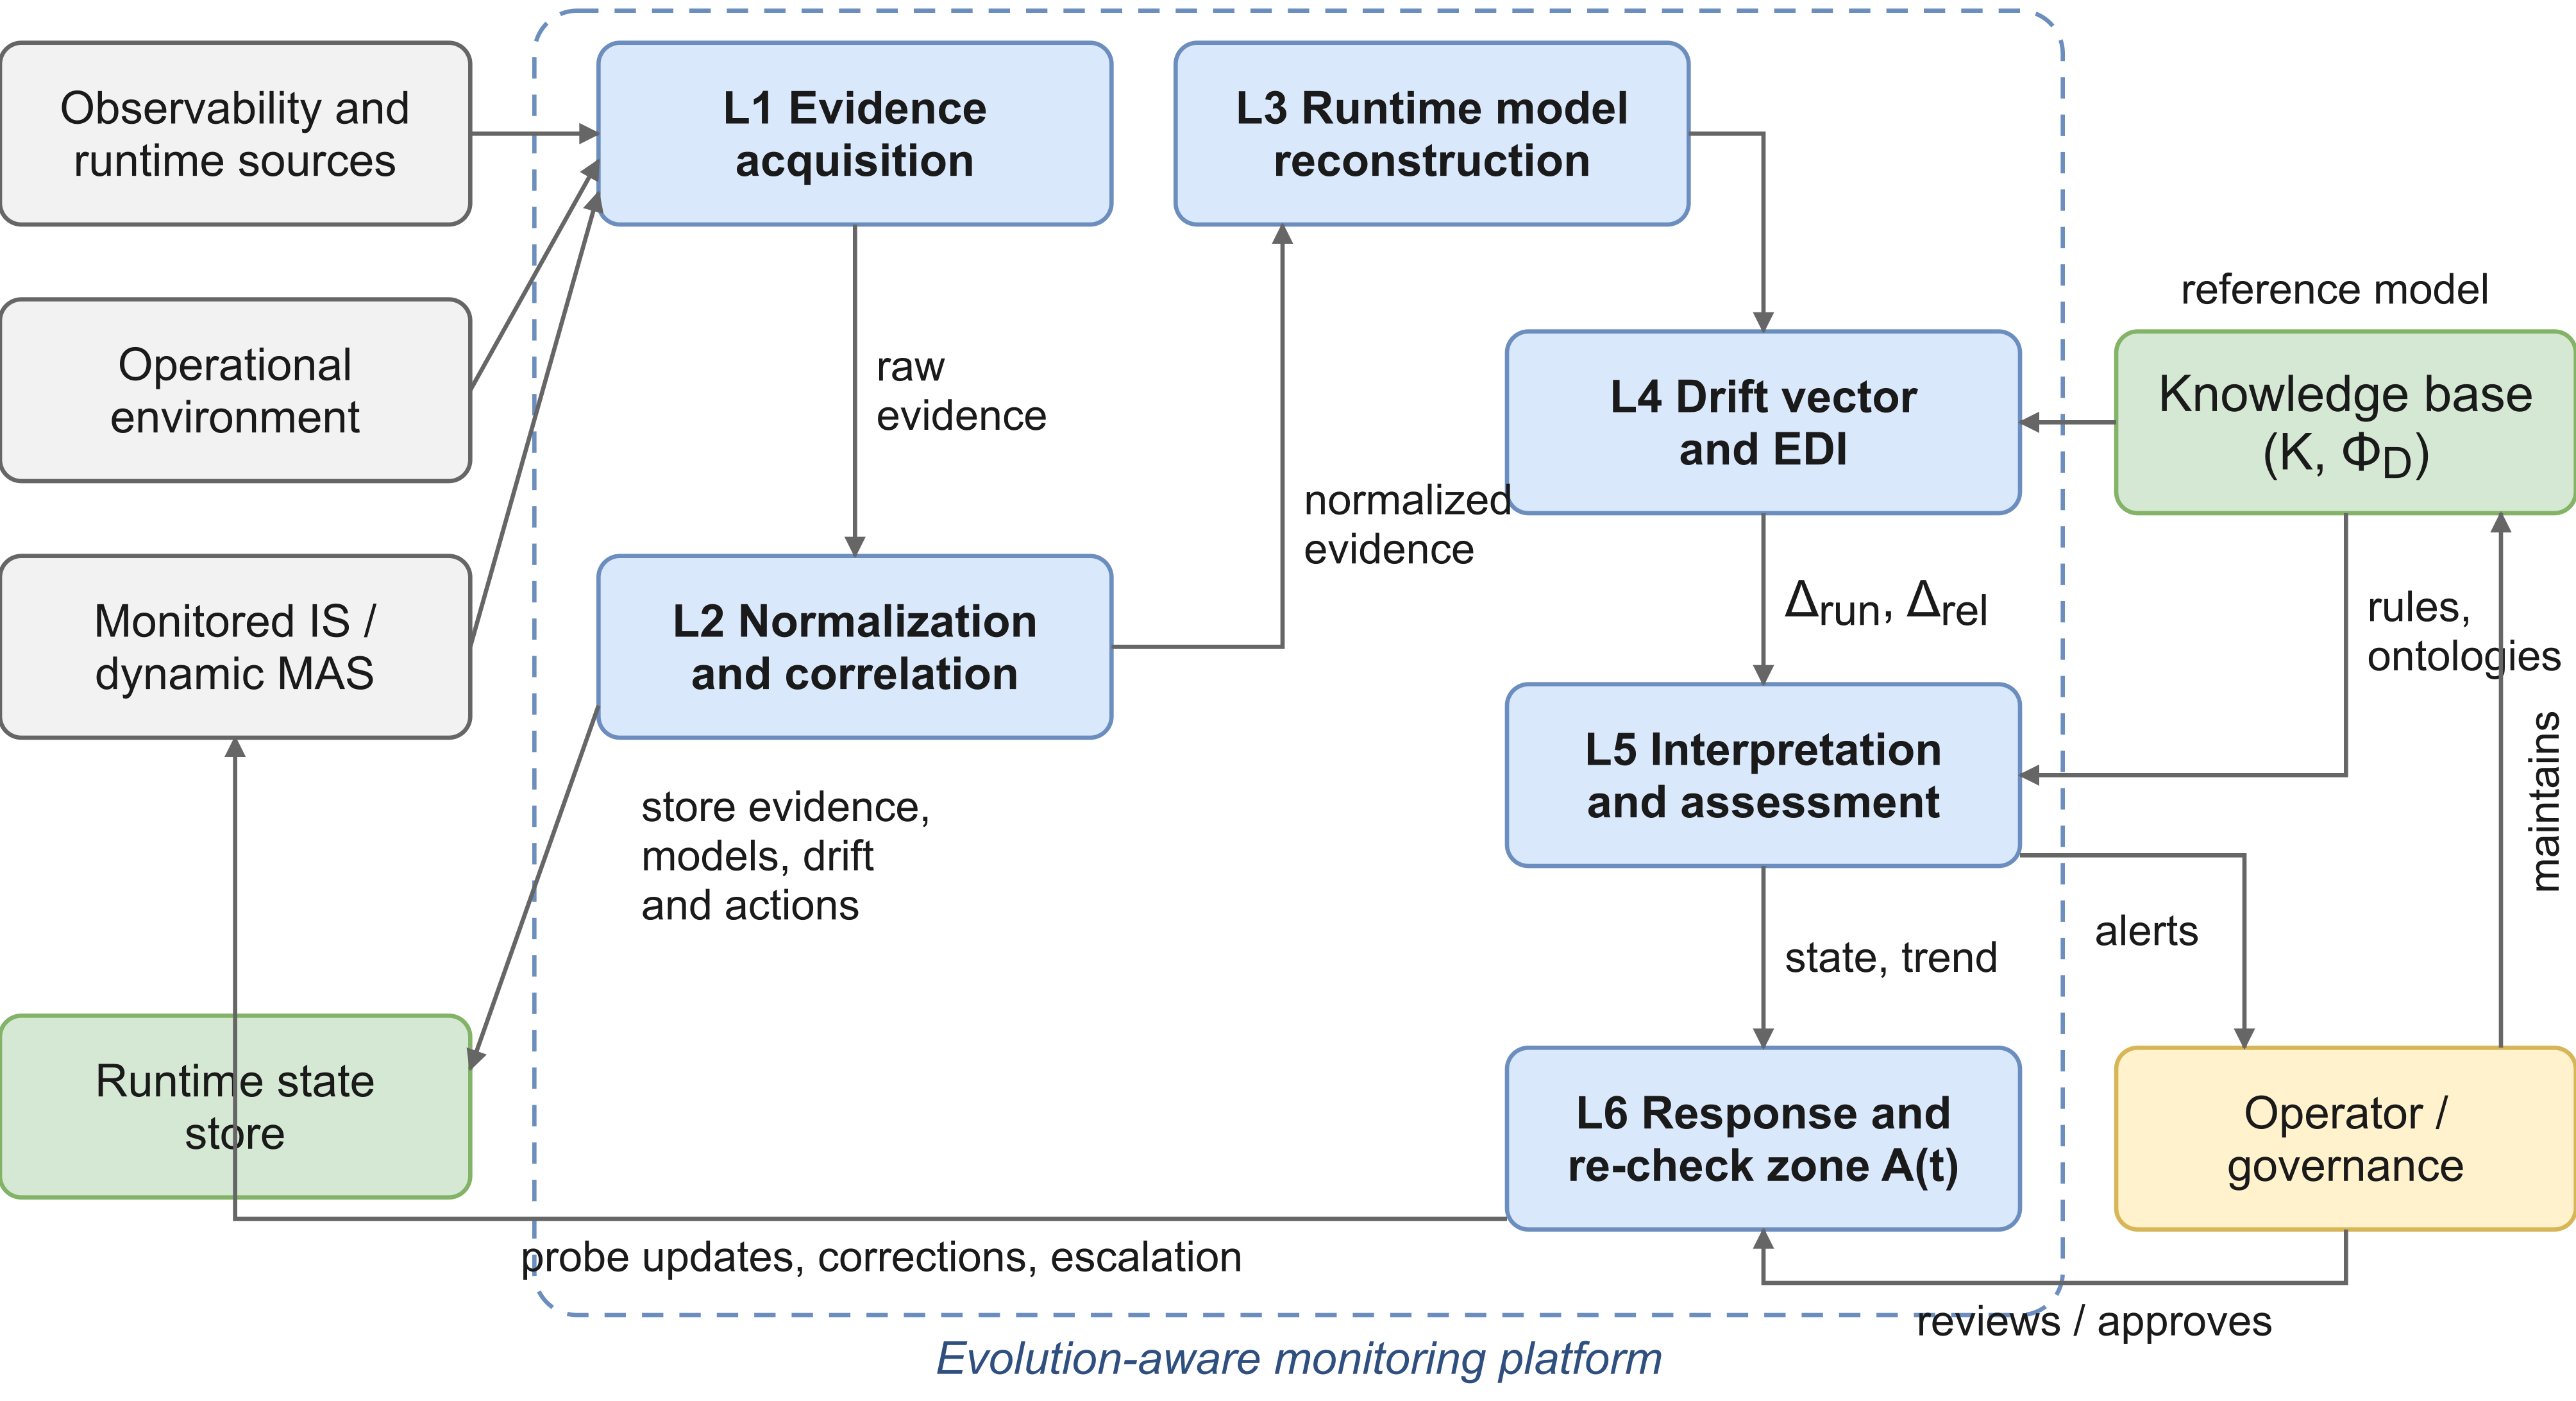 Observability and
runtime sources
L1 Evidence
acquisition
L3 Runtime model
reconstruction
reference model
Operational
environment
raw
evidence
L4 Drift vector
and EDI
Knowledge base
(K, Φ_D)
normalized
evidence
Monitored IS /
dynamic MAS
L2 Normalization
and correlation
Δrun, Δrel
rules,
ontologies
L5 Interpretation
and assessment
maintains
store evidence,
models, drift
and actions
state, trend
alerts
Runtime state
store
L6 Response and
re-check zone A(t)
Operator /
governance
probe updates, corrections, escalation
reviews / approves
Evolution-aware monitoring platform